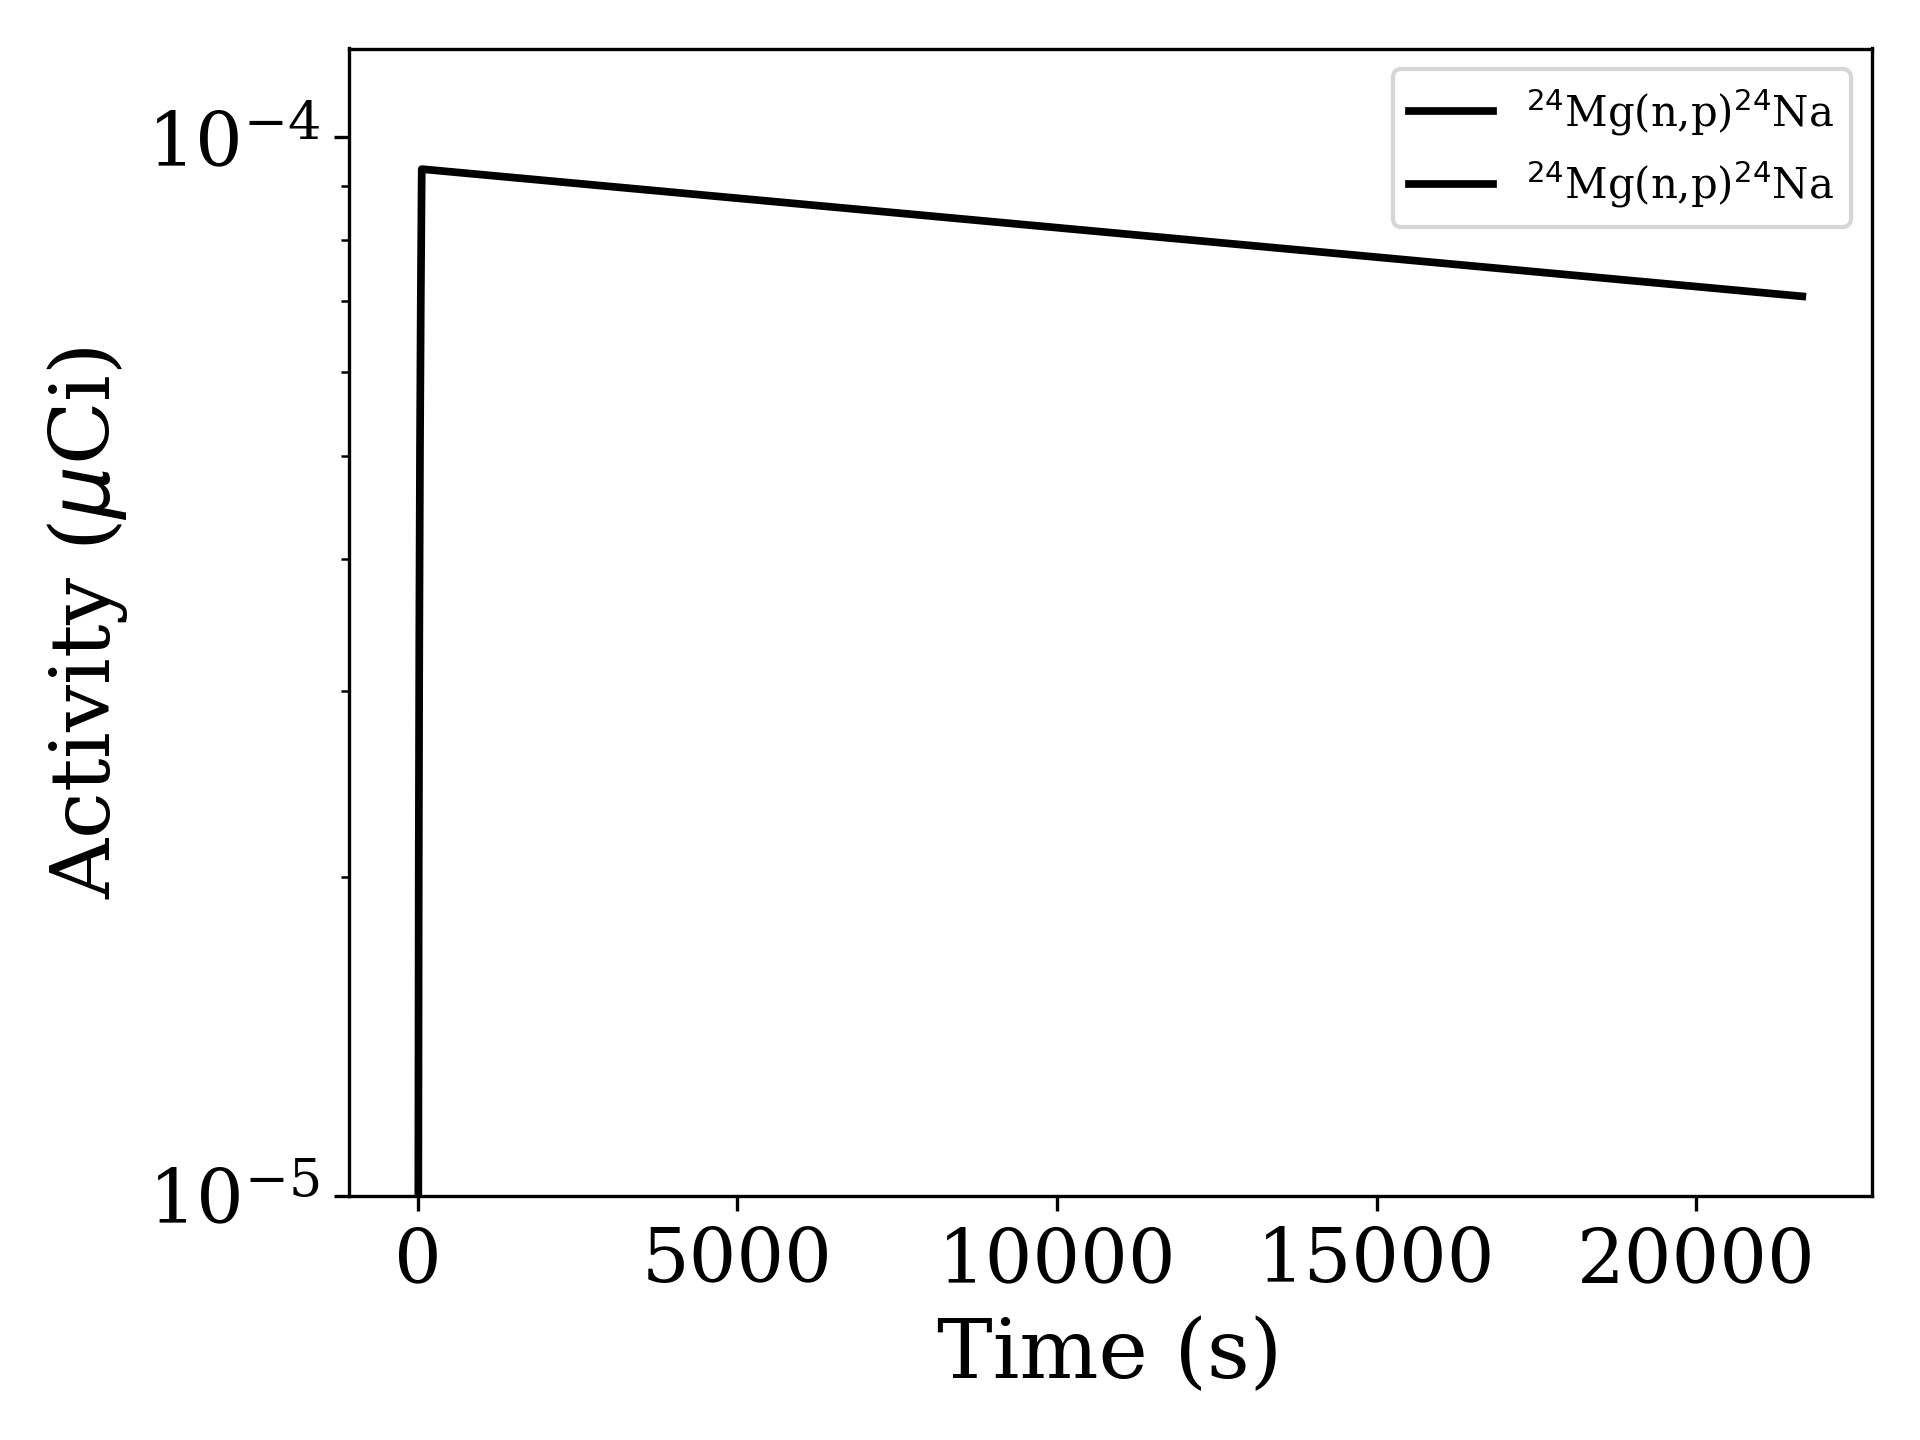 Activity (μCi)
10⁻⁴
10⁻⁵
²⁴Mg(n,p)²⁴Na
²⁴Mg(n,p)²⁴Na
0 5000 10000 15000 20000
Time (s)